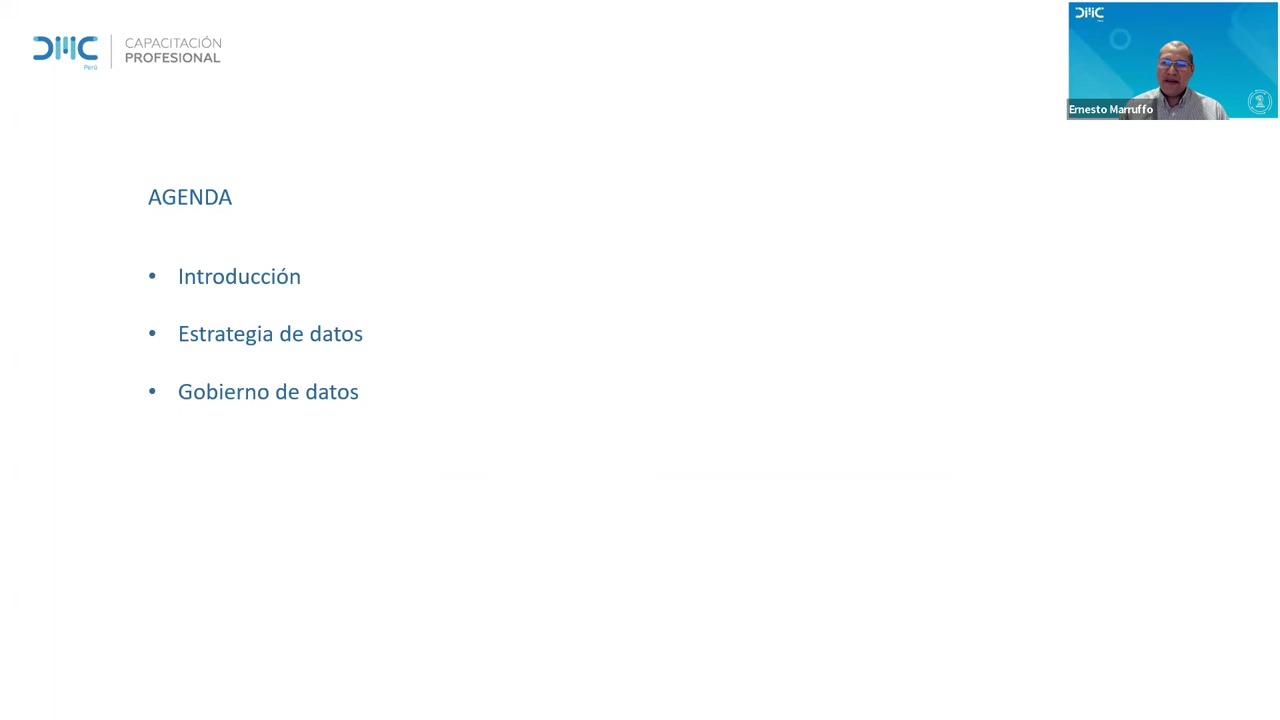 DMC
Perú
CAPACITACIÓN
PROFESIONAL
DMC
Ernesto Marruffo
AGENDA
• Introducción
• Estrategia de datos
• Gobierno de datos